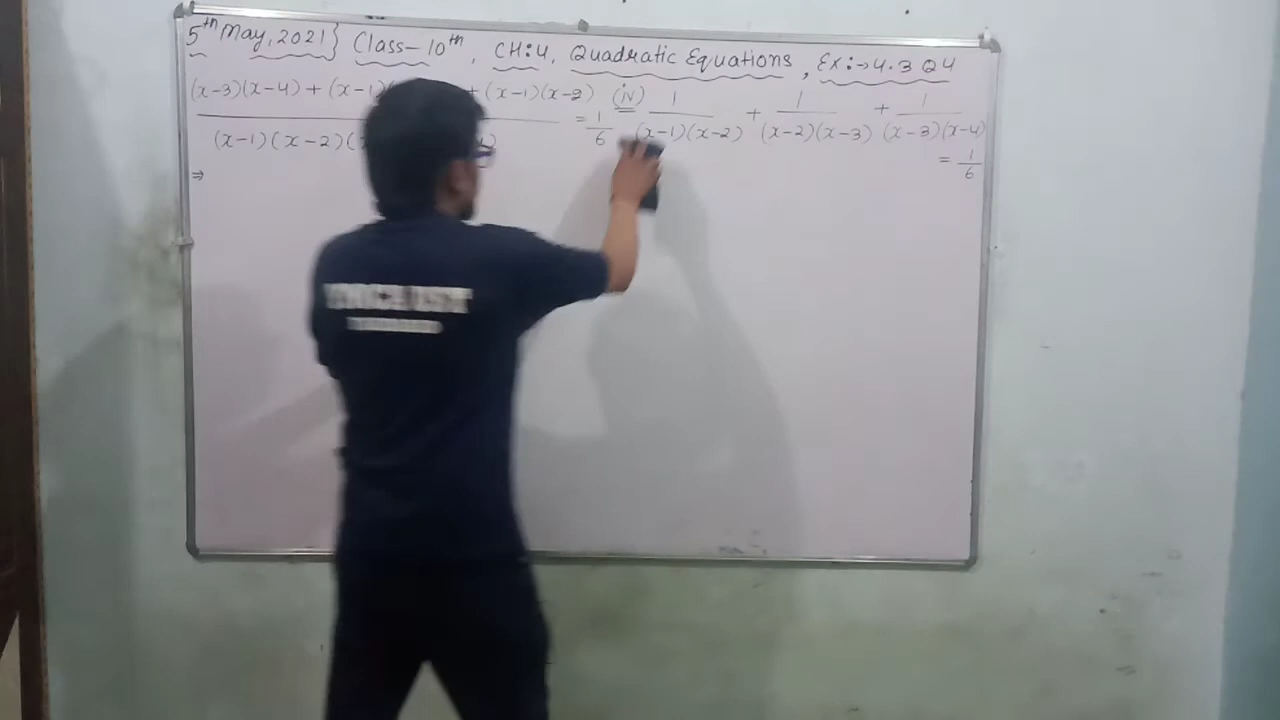 5th May, 2021} Class-10th, CH:4, Quadratic Equations, Ex:→4.3 Q4
(x-3)(x-4) + (x-1) + (x-1)(x-2)
(x-1)(x-2)(
= 1/6
⇒
(iv) 1/(x-1)(x-2) + 1/(x-2)(x-3) + 1/(x-3)(x-4)
= 1/6